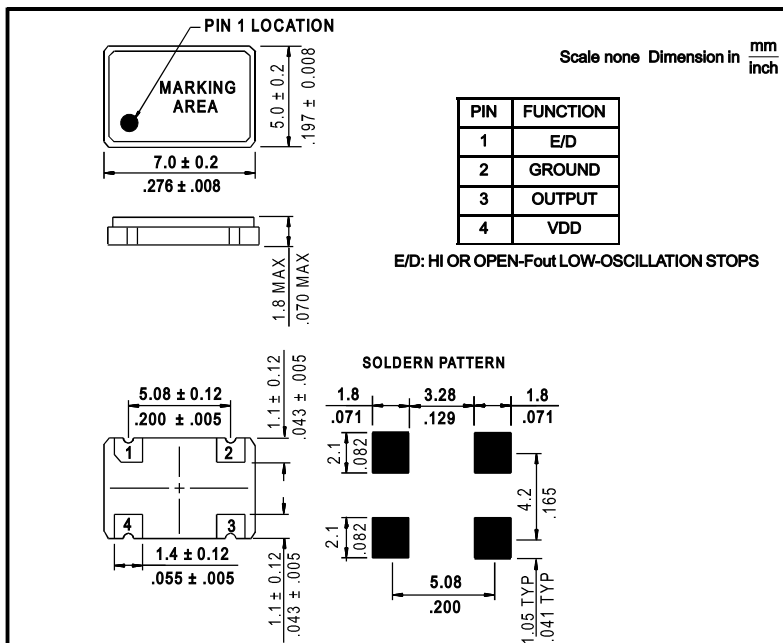 PIN 1 LOCATION
Scale none Dimension in mm
inch
MARKING
AREA
5.0 ± 0.2
.197 ± 0.008
7.0 ± 0.2
.276 ± .008
PIN FUNCTION
1 E/D
2 GROUND
3 OUTPUT
4 VDD
E/D: HI OR OPEN-Fout LOW-OSCILLATION STOPS
1.8 MAX
.070 MAX
5.08 ± 0.12
.200 ± .005
1.1 ± 0.12
.043 ± .005
1 2
4 3
1.4 ± 0.12
.055 ± .005
1.1 ± 0.12
.043 ± .005
SOLDERN PATTERN
1.8 3.28 1.8
.071 .129 .071
2.1
.082
4.2
.165
2.1
.082
5.08
.200
1.05 TYP
.041 TYP